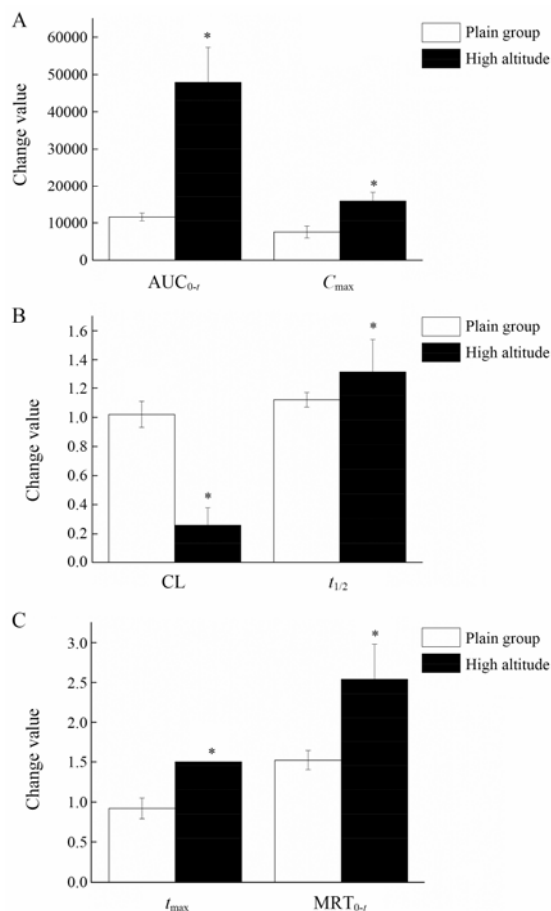 A
Plain group
High altitude
Change value
60000
50000
40000
30000
20000
10000
0
*
*
AUC0-t
Cmax
B
Plain group
High altitude
Change value
1.6
1.4
1.2
1.0
0.8
0.6
0.4
0.2
0.0
*
*
CL
t1/2
C
Plain group
High altitude
Change value
3.0
2.5
2.0
1.5
1.0
0.5
0.0
*
*
tmax
MRT0-t